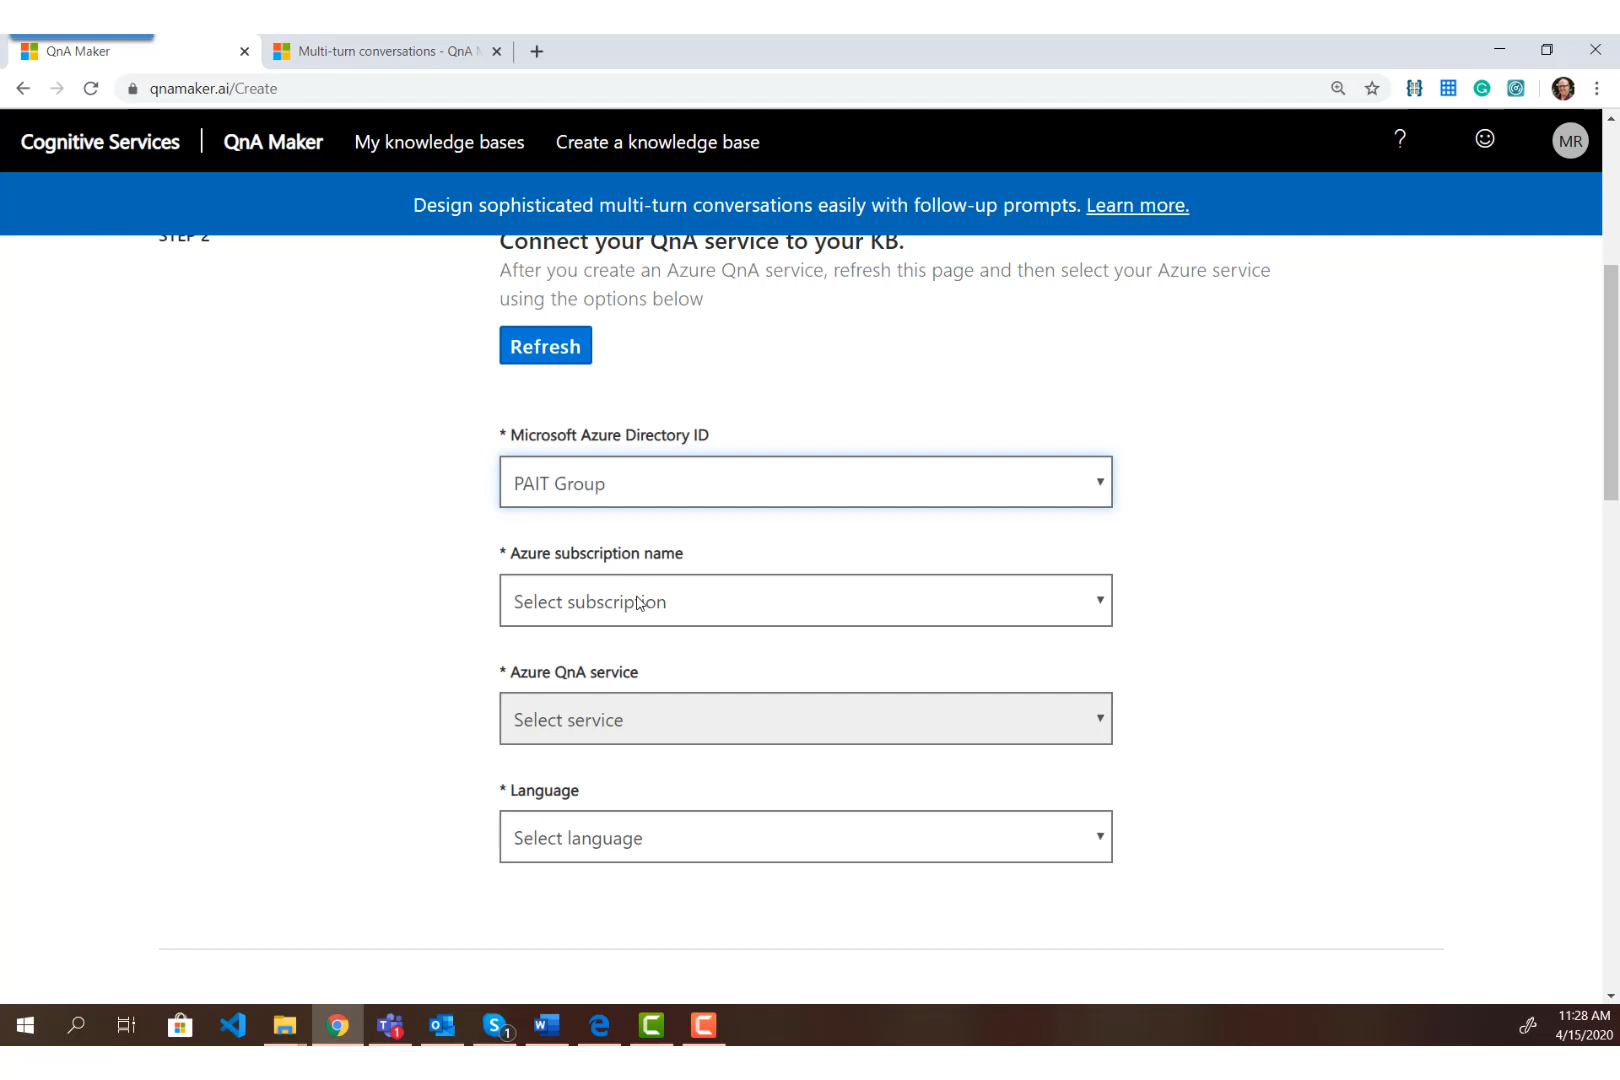 QnA Maker
Multi-turn conversations - QnA
qnamaker.ai/Create
Cognitive Services
QnA Maker
My knowledge bases
Create a knowledge base
?
MR
Design sophisticated multi-turn conversations easily with follow-up prompts. Learn more.
STEP 2
Connect your QnA service to your KB.
After you create an Azure QnA service, refresh this page and then select your Azure service
using the options below
Refresh
* Microsoft Azure Directory ID
PAIT Group
* Azure subscription name
Select subscription
* Azure QnA service
Select service
* Language
Select language
11:28 AM
4/15/2020